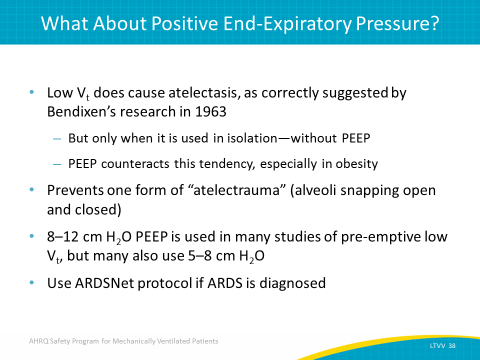 What About Positive End-Expiratory Pressure?
• Low Vt does cause atelectasis, as correctly suggested by
Bendixen’s research in 1963
– But only when it is used in isolation—without PEEP
– PEEP counteracts this tendency, especially in obesity
• Prevents one form of “atelectrauma” (alveoli snapping open
and closed)
• 8–12 cm H2O PEEP is used in many studies of pre-emptive low
Vt, but many also use 5–8 cm H2O
• Use ARDSNet protocol if ARDS is diagnosed
AHRQ Safety Program for Mechanically Ventilated Patients
LTVV 38